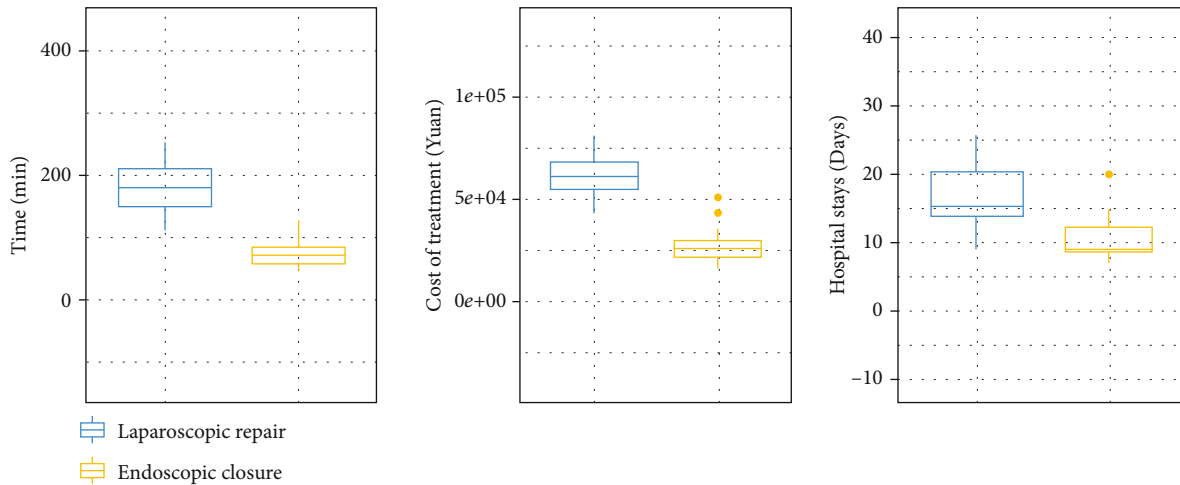 Time (min)
400
200
0
Cost of treatment (Yuan)
1e+05
5e+04
0e+00
Hospital stays (Days)
40
30
20
10
0
−10
Laparoscopic repair
Endoscopic closure